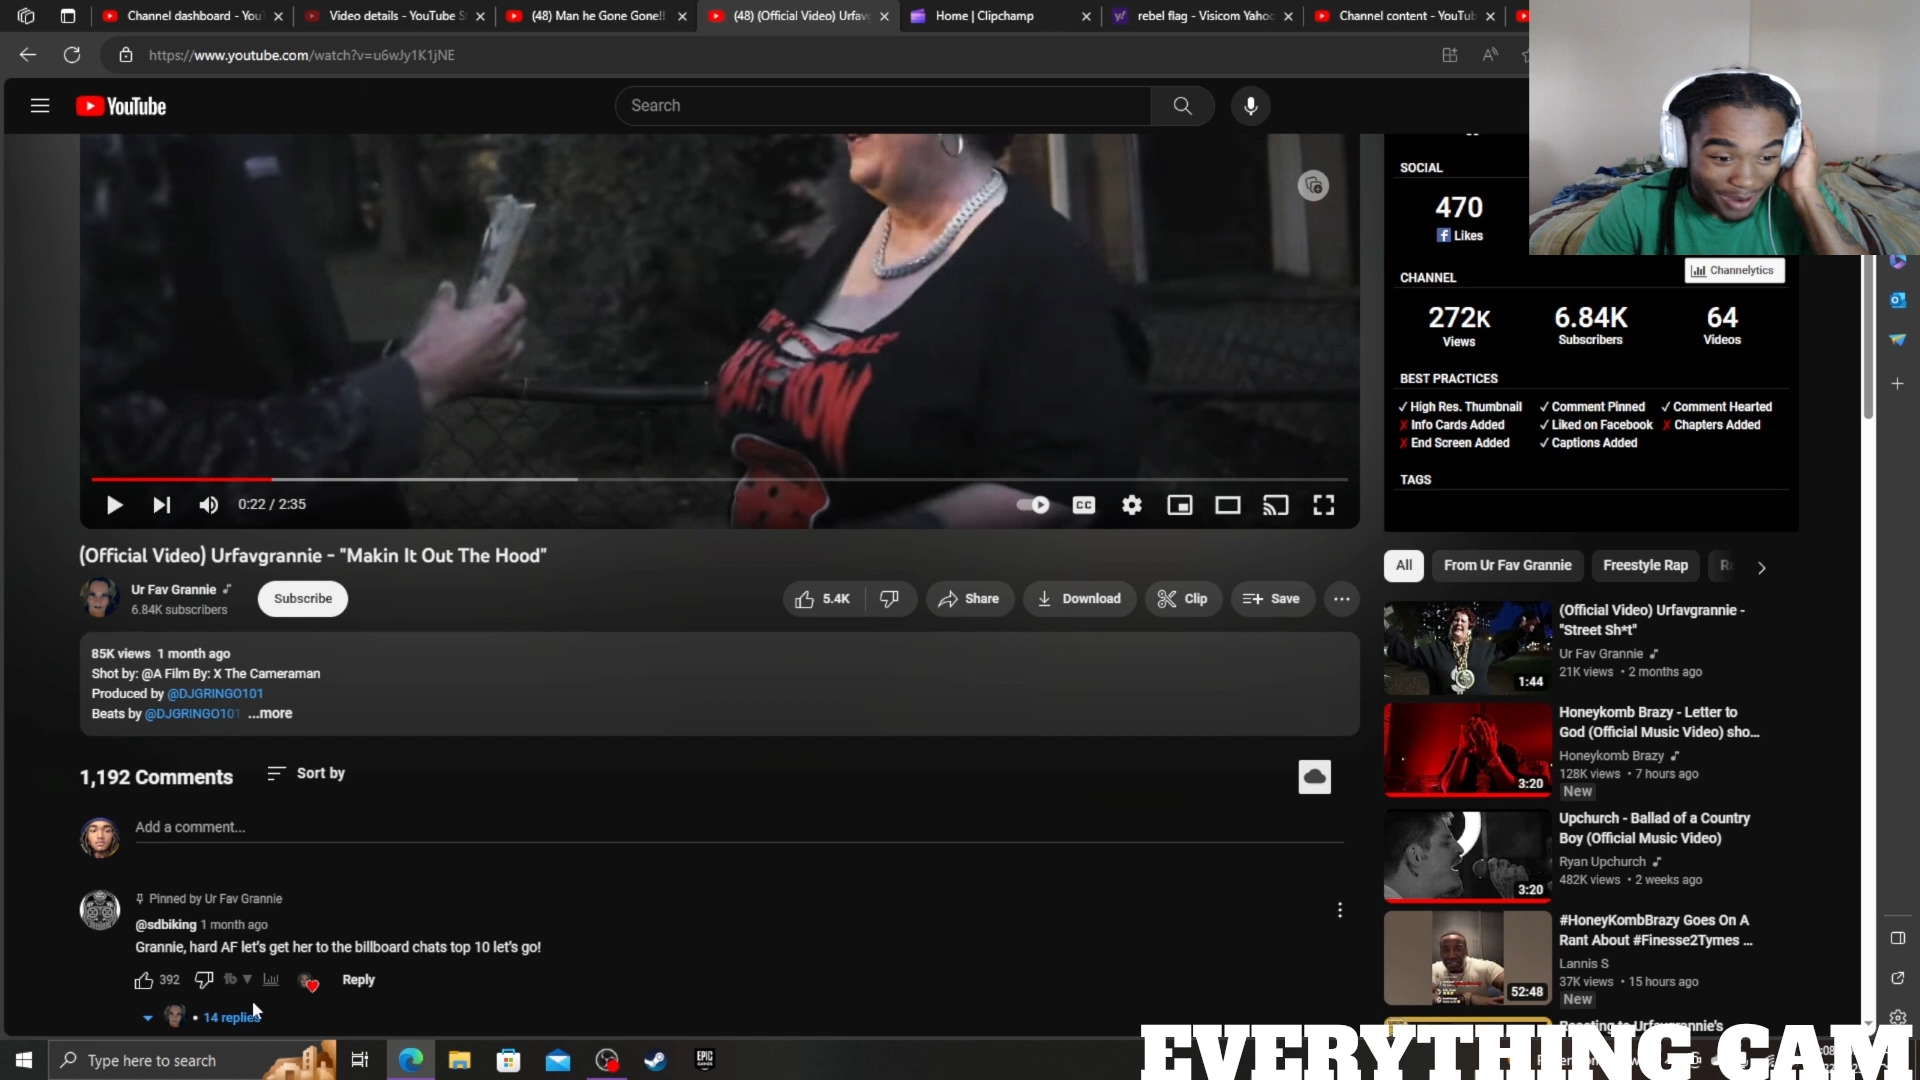 Channel dashboard - You
Video details - YouTube S
(48) Man he Gone Gone!!
(48) (Official Video) Urfav
Home | Clipchamp
rebel flag - Visicom Yahoo
Channel content - YouTub
https://www.youtube.com/watch?v=u6wJy1K1jNE
YouTube
Search
SOCIAL
470
Likes
CHANNEL
Channelytics
272K
Views
6.84K
Subscribers
64
Videos
BEST PRACTICES
✓ High Res. Thumbnail ✓ Comment Pinned ✓ Comment Hearted
✗ Info Cards Added ✓ Liked on Facebook ✗ Chapters Added
✗ End Screen Added ✓ Captions Added
TAGS
0:22 / 2:35
CC
(Official Video) Urfavgrannie - "Makin It Out The Hood"
Ur Fav Grannie
6.84K subscribers
Subscribe
5.4K
Share
Download
Clip
Save
85K views 1 month ago
Shot by: @A Film By: X The Cameraman
Produced by @DJGRINGO101
Beats by @DJGRINGO101 ...more
1,192 Comments
Sort by
Add a comment...
Pinned by Ur Fav Grannie
@sdbiking 1 month ago
Grannie, hard AF let's get her to the billboard chats top 10 let's go!
392
Reply
• 14 replies
All
From Ur Fav Grannie
Freestyle Rap
(Official Video) Urfavgrannie -
"Street Sh*t"
Ur Fav Grannie
21K views • 2 months ago
1:44
Honeykomb Brazy - Letter to
God (Official Music Video) sho...
Honeykomb Brazy
128K views • 7 hours ago
New
3:20
Upchurch - Ballad of a Country
Boy (Official Music Video)
Ryan Upchurch
482K views • 2 weeks ago
3:20
#HoneyKombBrazy Goes On A
Rant About #Finesse2Tymes ...
Lannis S
37K views • 15 hours ago
New
52:48
Type here to search
EPIC
GAMES
EVERYTHING CAM